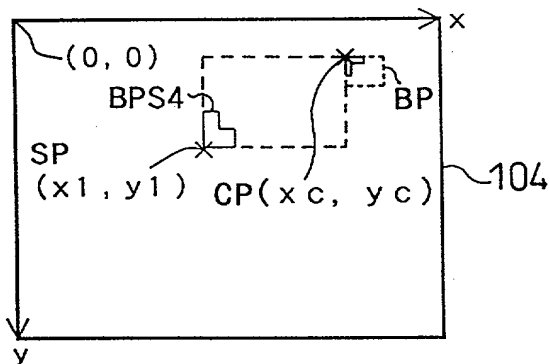 x
(0, 0)
BPS4
BP
SP
(x1, y1)
CP(xc, yc)
104
y